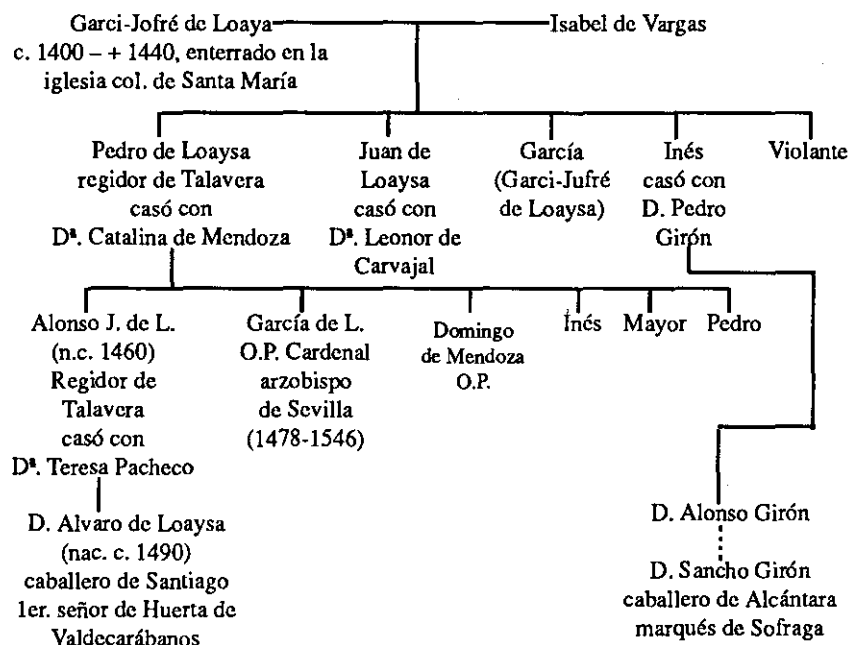 Garci-Jofré de Loaya
Isabel de Vargas
c. 1400 – + 1440, enterrado en la
iglesia col. de Santa María
Pedro de Loaysa
regidor de Talavera
casó con
Dª. Catalina de Mendoza
Juan de
Loaysa
casó con
Dª. Leonor de
Carvajal
García
(Garci-Jufré
de Loaysa)
Inés
casó con
D. Pedro
Girón
Violante
Alonso J. de L.
(n.c. 1460)
Regidor de
Talavera
casó con
Dª. Teresa Pacheco
García de L.
O.P. Cardenal
arzobispo
de Sevilla
(1478-1546)
Domingo
de Mendoza
O.P.
Inés
Mayor
Pedro
D. Alvaro de Loaysa
(nac. c. 1490)
caballero de Santiago
1er. señor de Huerta de
Valdecarábanos
D. Alonso Girón
D. Sancho Girón
caballero de Alcántara
marqués de Sofraga